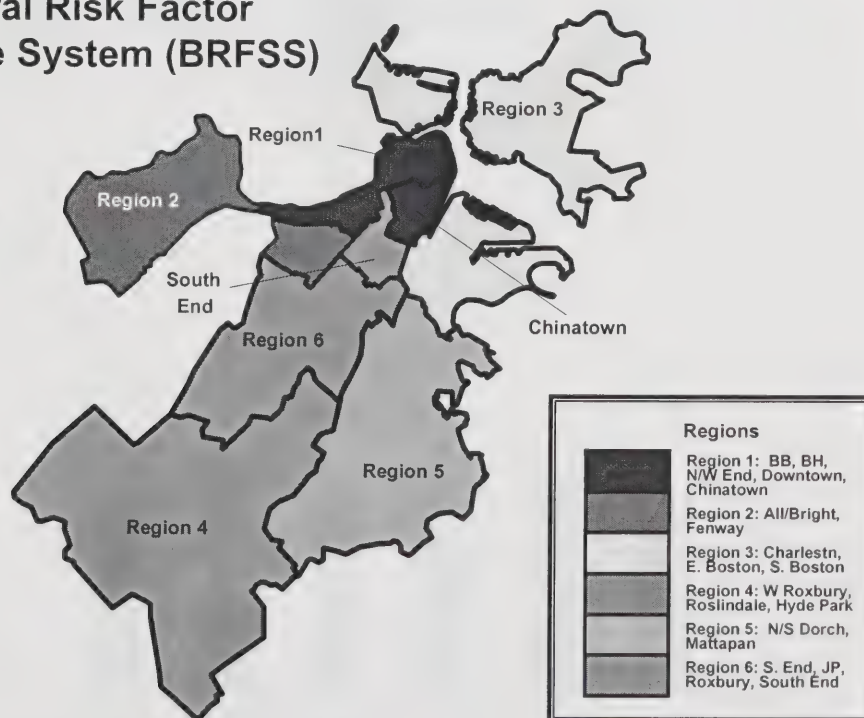 Risk Factor
System (BRFSS)
Region1
Region 3
Region 2
South
End
Chinatown
Region 6
Region 5
Region 4
Regions
Region 1: BB, BH,
N/W End, Downtown,
Chinatown
Region 2: All/Bright,
Fenway
Region 3: Charlestn,
E. Boston, S. Boston
Region 4: W Roxbury,
Roslindale, Hyde Park
Region 5: N/S Dorch,
Mattapan
Region 6: S. End, JP,
Roxbury, South End